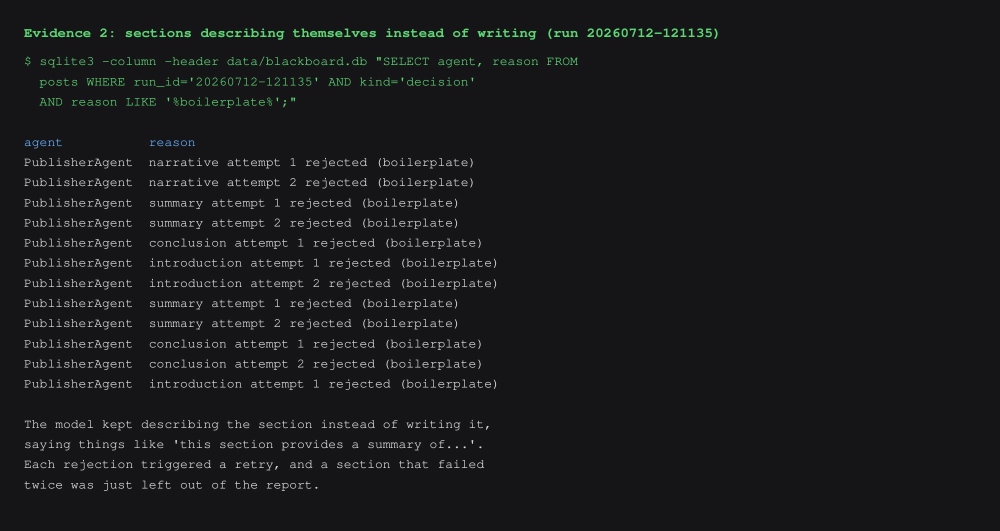 Evidence 2: sections describing themselves instead of writing (run 20260712-121135)
$ sqlite3 -column -header data/blackboard.db "SELECT agent, reason FROM
posts WHERE run_id='20260712-121135' AND kind='decision'
AND reason LIKE '%boilerplate%';"
agent reason
PublisherAgent narrative attempt 1 rejected (boilerplate)
PublisherAgent narrative attempt 2 rejected (boilerplate)
PublisherAgent summary attempt 1 rejected (boilerplate)
PublisherAgent summary attempt 2 rejected (boilerplate)
PublisherAgent conclusion attempt 1 rejected (boilerplate)
PublisherAgent introduction attempt 1 rejected (boilerplate)
PublisherAgent introduction attempt 2 rejected (boilerplate)
PublisherAgent summary attempt 1 rejected (boilerplate)
PublisherAgent summary attempt 2 rejected (boilerplate)
PublisherAgent conclusion attempt 1 rejected (boilerplate)
PublisherAgent conclusion attempt 2 rejected (boilerplate)
PublisherAgent introduction attempt 1 rejected (boilerplate)
The model kept describing the section instead of writing it,
saying things like 'this section provides a summary of...'.
Each rejection triggered a retry, and a section that failed
twice was just left out of the report.